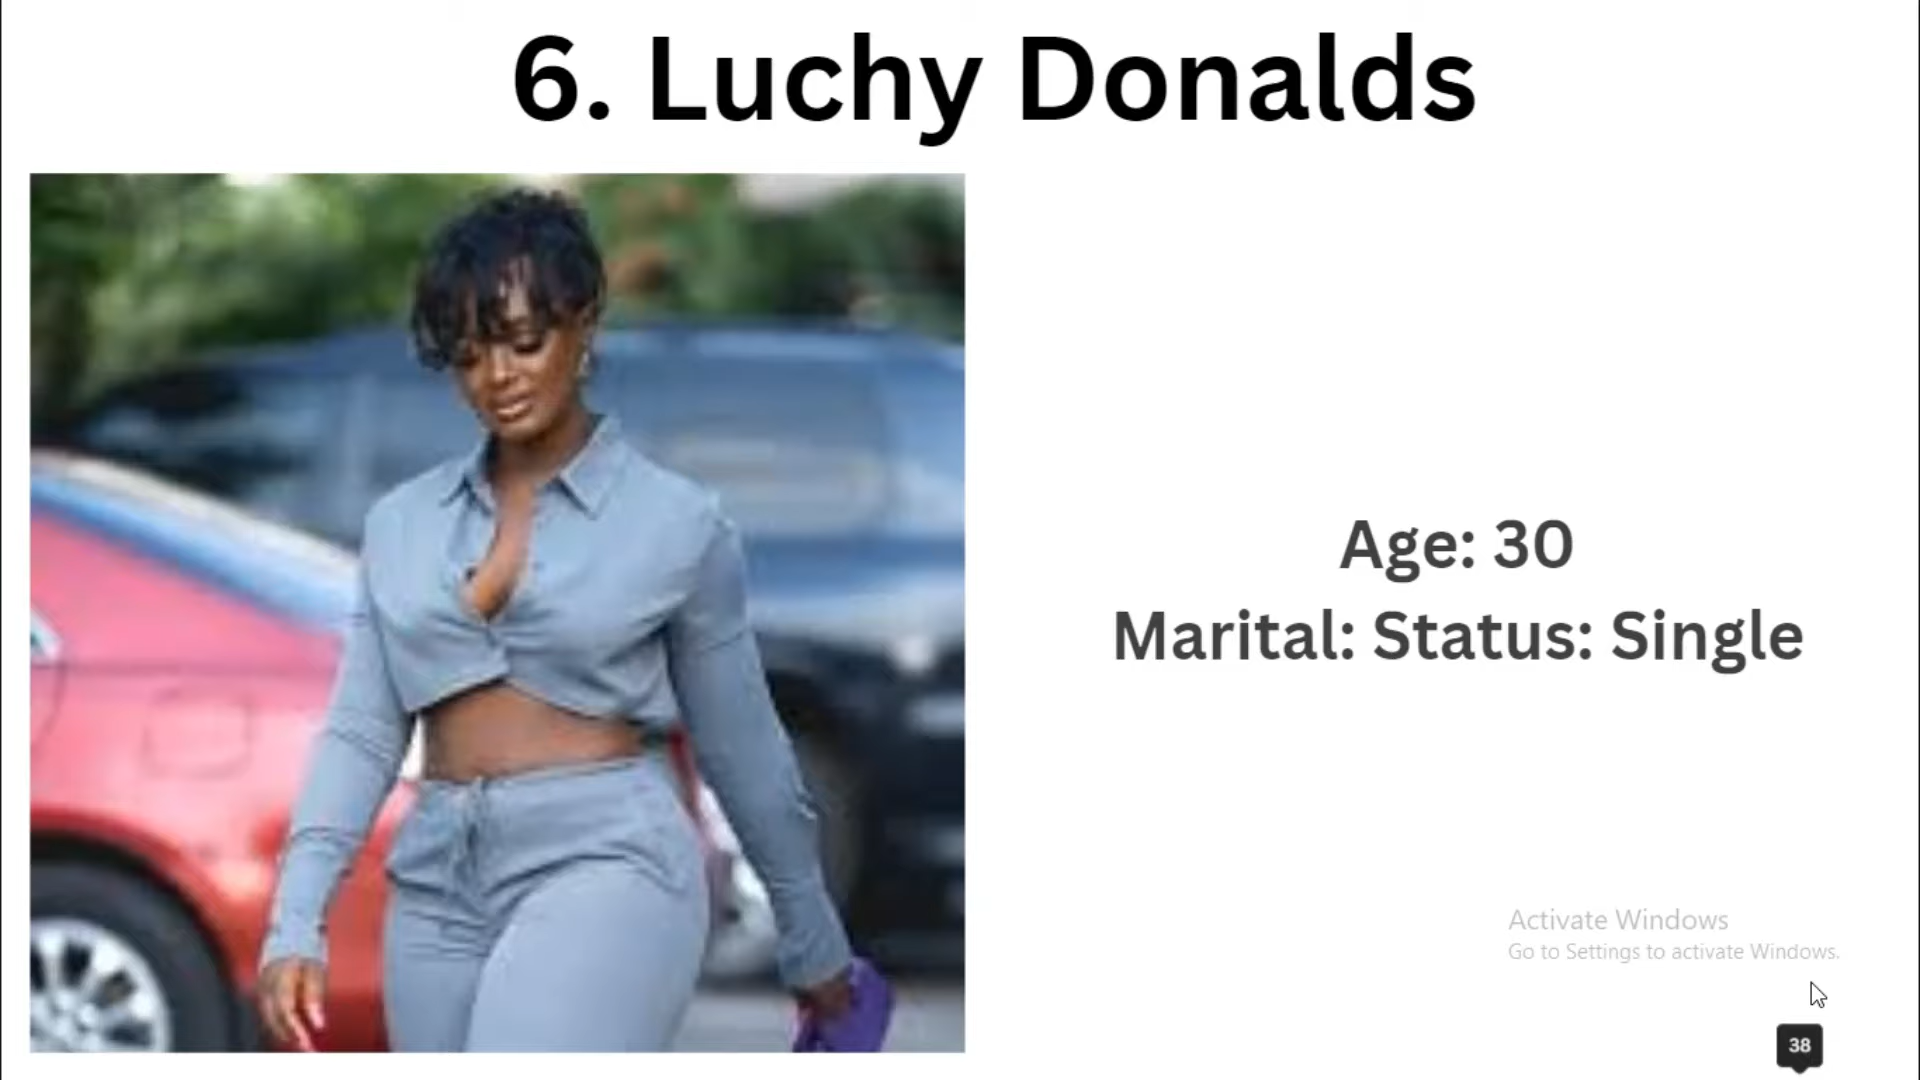 6. Luchy Donalds
Age: 30
Marital: Status: Single
Activate Windows
Go to Settings to activate Windows.
38